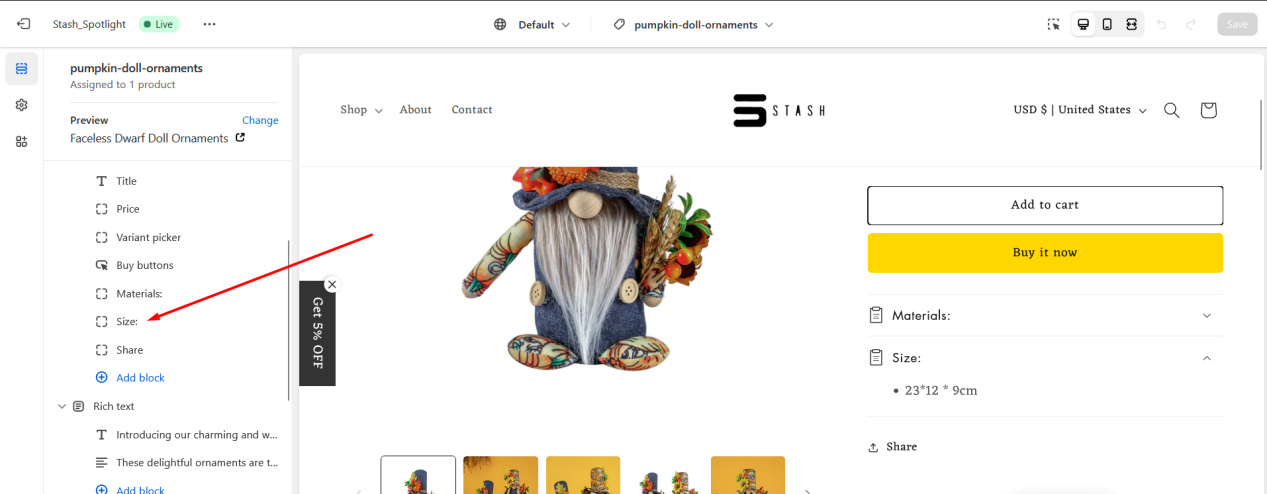 Stash_Spotlight
Live
Default
pumpkin-doll-ornaments
Save
pumpkin-doll-ornaments
Assigned to 1 product
Preview
Change
Faceless Dwarf Doll Ornaments
Title
Price
Variant picker
Buy buttons
Materials:
Size:
Share
Add block
Rich text
Introducing our charming and w...
These delightful ornaments are t...
Add block
Shop
About
Contact
STASH
USD $ | United States
Get 5% OFF
Add to cart
Buy it now
Materials:
Size:
• 23*12 * 9cm
Share